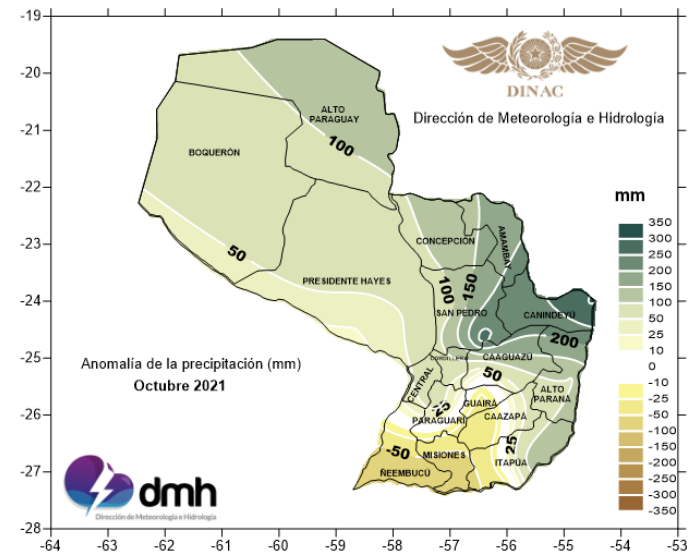 -19
-20
-21
-22
-23
-24
-25
-26
-27
-28
-64
-63
-62
-61
-60
-59
-58
-57
-56
-55
-54
-53
DINAC
Dirección de Meteorología e Hidrología
ALTO
PARAGUAY
100
BOQUERÓN
50
PRESIDENTE HAYES
CONCEPCIÓN
AMAMBAY
100
150
SAN PEDRO
CANINDEYÚ
200
CORDILLERA
CAAGUAZÚ
50
CENTRAL
ALTO
PARANÁ
-25
GUAIRÁ
PARAGUARÍ
CAAZAPÁ
25
-50
MISIONES
ITAPÚA
ÑEEMBUCÚ
mm
350
300
250
200
150
100
50
25
10
0
-10
-25
-50
-100
-150
-200
-250
-300
-350
Anomalía de la precipitación (mm)
Octubre 2021
dmh
Dirección de Meteorología e Hidrología